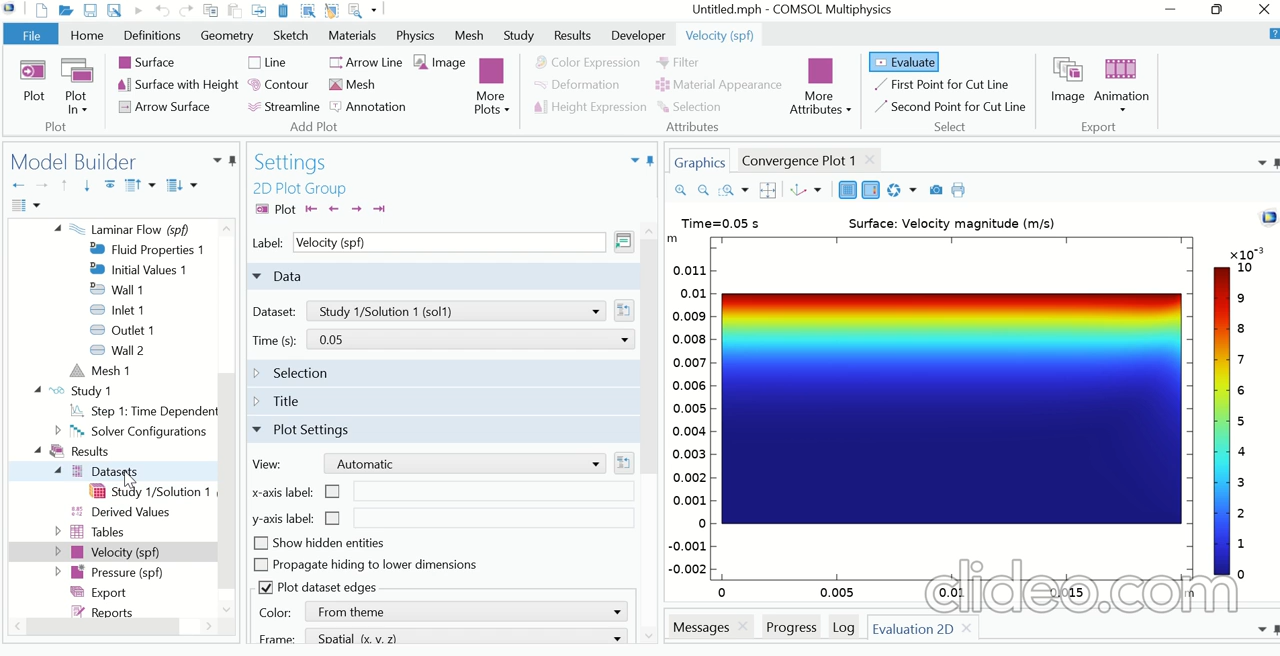 Untitled.mph - COMSOL Multiphysics
File Home Definitions Geometry Sketch Materials Physics Mesh Study Results Developer Velocity (spf)
Plot
Plot In
Plot
Surface
Surface with Height
Arrow Surface
Line
Contour
Streamline
Arrow Line
Mesh
Annotation
Image
More Plots
Add Plot
Color Expression
Deformation
Height Expression
Filter
Material Appearance
Selection
More Attributes
Attributes
Evaluate
First Point for Cut Line
Second Point for Cut Line
Select
Image
Animation
Export
Model Builder
Laminar Flow (spf)
Fluid Properties 1
Initial Values 1
Wall 1
Inlet 1
Outlet 1
Wall 2
Mesh 1
Study 1
Step 1: Time Dependent
Solver Configurations
Results
Datasets
Study 1/Solution 1
Derived Values
Tables
Velocity (spf)
Pressure (spf)
Export
Reports
Settings
2D Plot Group
Plot
Label: Velocity (spf)
Data
Dataset: Study 1/Solution 1 (sol1)
Time (s): 0.05
Selection
Title
Plot Settings
View: Automatic
x-axis label:
y-axis label:
Show hidden entities
Propagate hiding to lower dimensions
Plot dataset edges
Color: From theme
Frame: Spatial (x, y, z)
Graphics Convergence Plot 1
Time=0.05 s Surface: Velocity magnitude (m/s)
m
0.011
0.01
0.009
0.008
0.007
0.006
0.005
0.004
0.003
0.002
0.001
0
-0.001
-0.002
0 0.005 0.01 0.015 m
×10⁻³
10
9
8
7
6
5
4
3
2
1
0
clideo.com
Messages Progress Log Evaluation 2D